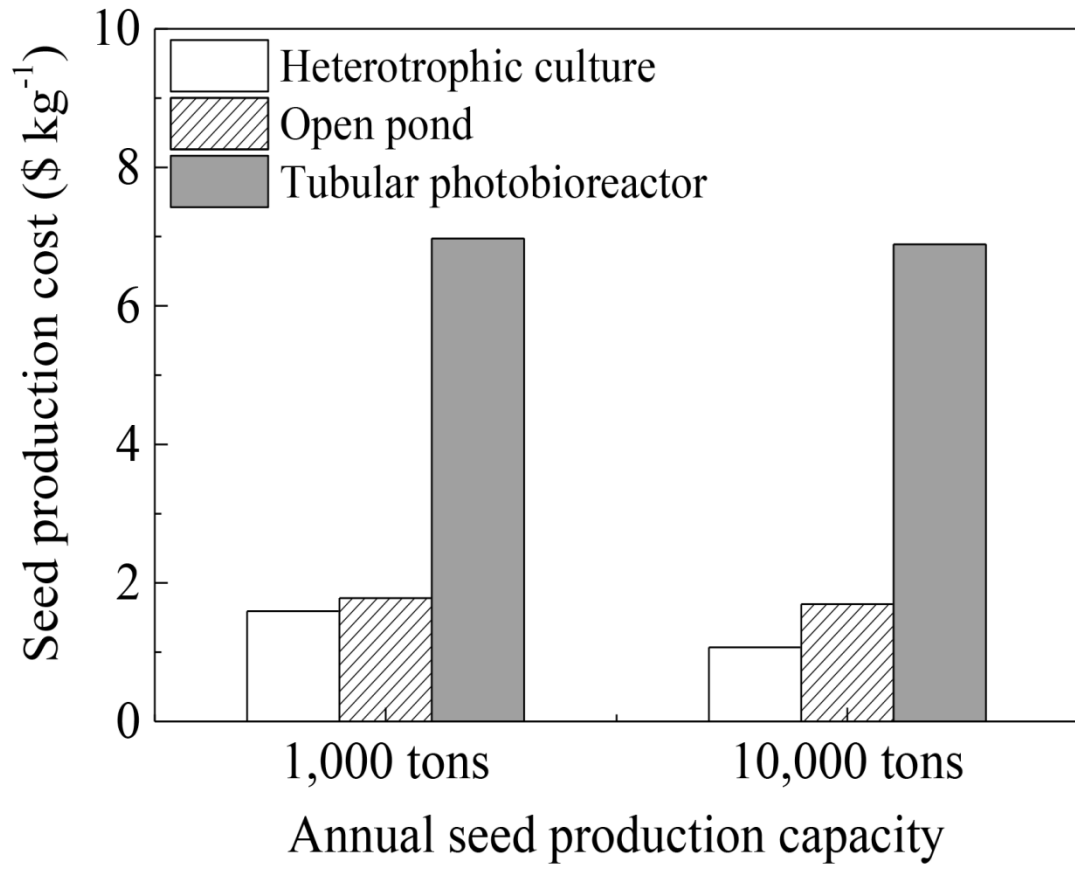 Seed production cost ($ kg-1)
10
8
6
4
2
0
Heterotrophic culture
Open pond
Tubular photobioreactor
1,000 tons
10,000 tons
Annual seed production capacity